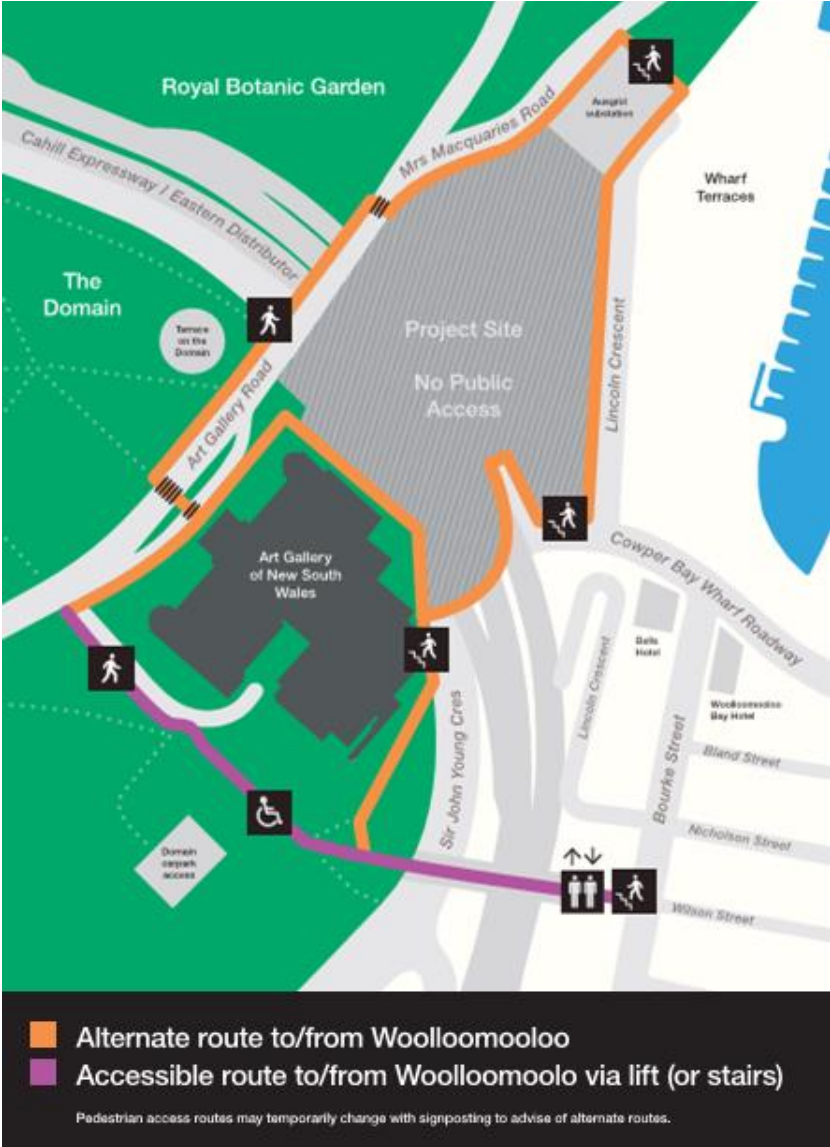 Royal Botanic Garden
Ausgrid
substation
Mrs Macquaries Road
Cahill Expressway / Eastern Distributor
Wharf
Terraces
The
Domain
Terrace
on the
Domain
Project Site
No Public
Access
Lincoln Crescent
Art Gallery Road
Art Gallery
of New South
Wales
Cowper Bay Wharf Roadway
Bells
Hotel
Lincoln Crescent
Woolloomooloo
Bay Hotel
Sir John Young Cres
Bourke Street
Bland Street
Nicholson Street
Domain
carpark
access
Wilson Street
Alternate route to/from Woolloomooloo
Accessible route to/from Woolloomoolo via lift (or stairs)
Pedestrian access routes may temporarily change with signposting to advise of alternate routes.